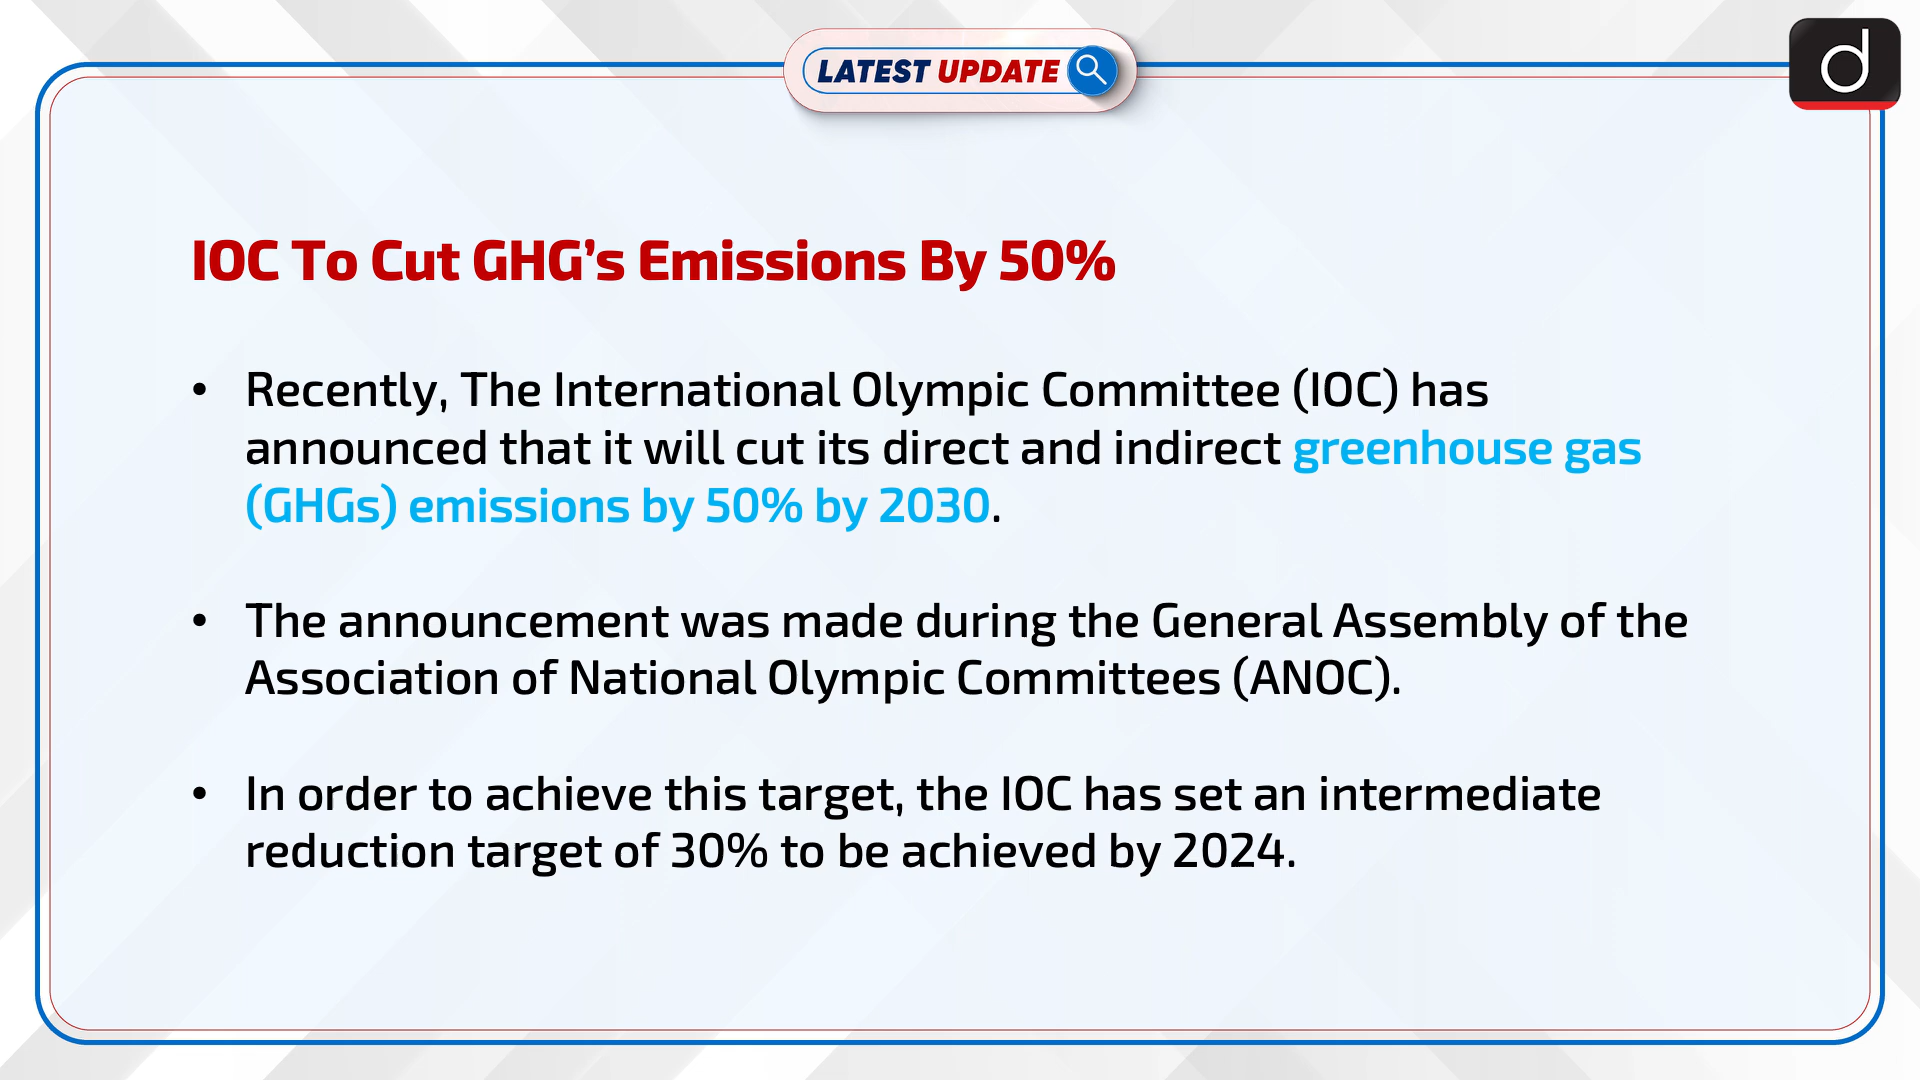 LATEST UPDATE
d
IOC To Cut GHG’s Emissions By 50%
• Recently, The International Olympic Committee (IOC) has
announced that it will cut its direct and indirect greenhouse gas
(GHGs) emissions by 50% by 2030.
• The announcement was made during the General Assembly of the
Association of National Olympic Committees (ANOC).
• In order to achieve this target, the IOC has set an intermediate
reduction target of 30% to be achieved by 2024.